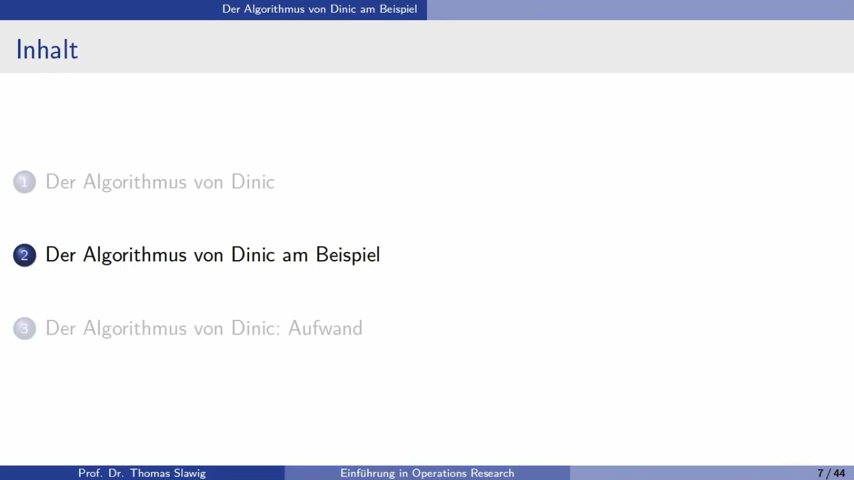 Der Algorithmus von Dinic am Beispiel
Inhalt
1 Der Algorithmus von Dinic
2 Der Algorithmus von Dinic am Beispiel
3 Der Algorithmus von Dinic: Aufwand
Prof. Dr. Thomas Slawig Einführung in Operations Research 7 / 44